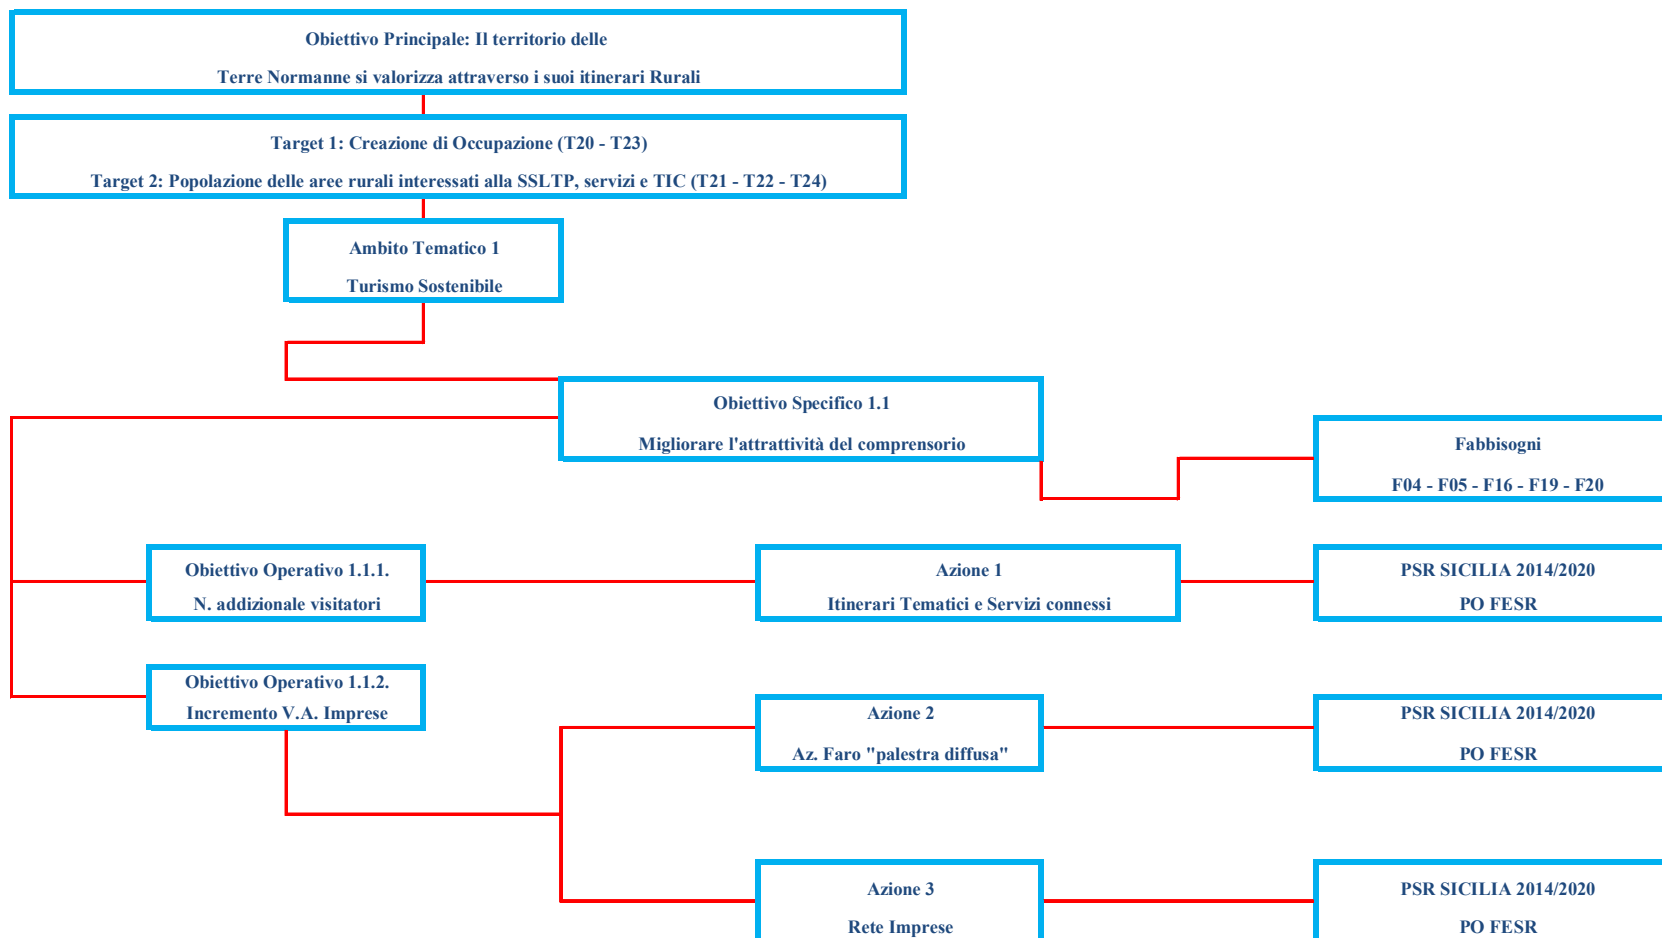 Obiettivo Principale: Il territorio delle
Terre Normanne si valorizza attraverso i suoi itinerari Rurali
Target 1: Creazione di Occupazione (T20 - T23)
Target 2: Popolazione delle aree rurali interessati alla SSLTP, servizi e TIC (T21 - T22 - T24)
Ambito Tematico 1
Turismo Sostenibile
Obiettivo Specifico 1.1
Migliorare l'attrattività del comprensorio
Fabbisogni
F04 - F05 - F16 - F19 - F20
Obiettivo Operativo 1.1.1.
N. addizionale visitatori
Azione 1
Itinerari Tematici e Servizi connessi
PSR SICILIA 2014/2020
PO FESR
Obiettivo Operativo 1.1.2.
Incremento V.A. Imprese
Azione 2
Az. Faro "palestra diffusa"
PSR SICILIA 2014/2020
PO FESR
Azione 3
Rete Imprese
PSR SICILIA 2014/2020
PO FESR